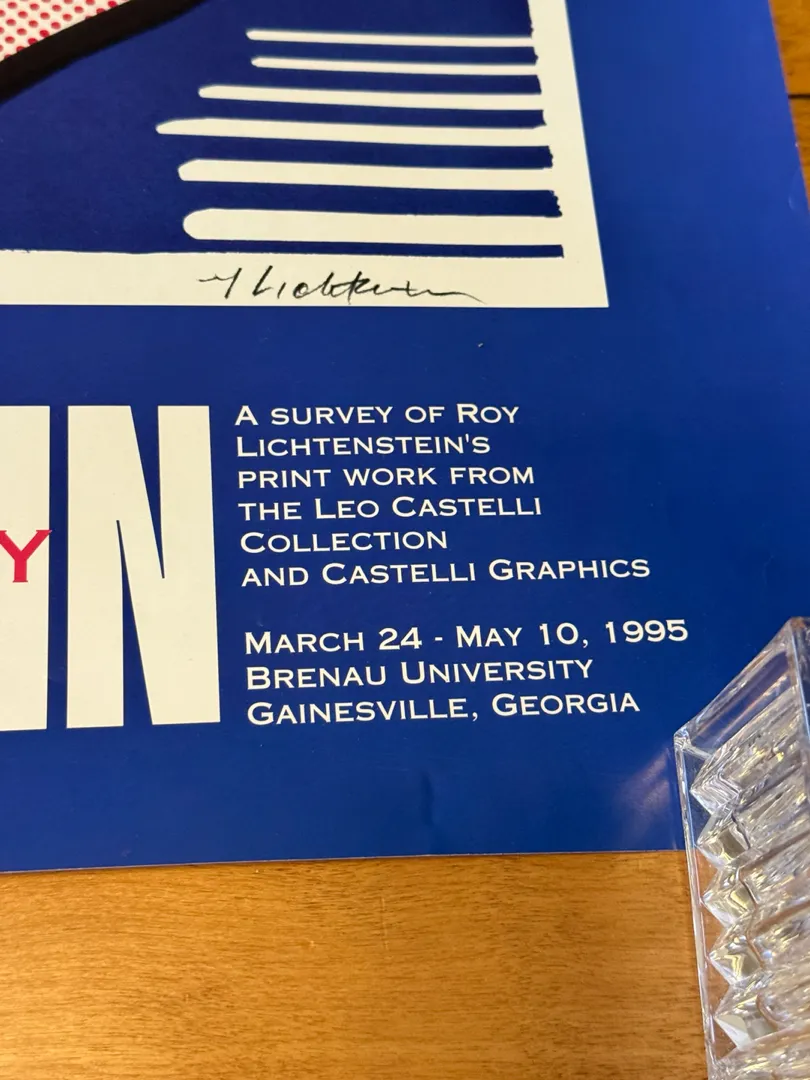 r Lichtenstein
A SURVEY OF ROY
LICHTENSTEIN'S
PRINT WORK FROM
THE LEO CASTELLI
COLLECTION
AND CASTELLI GRAPHICS
Y
N
MARCH 24 - MAY 10, 1995
BRENAU UNIVERSITY
GAINESVILLE, GEORGIA